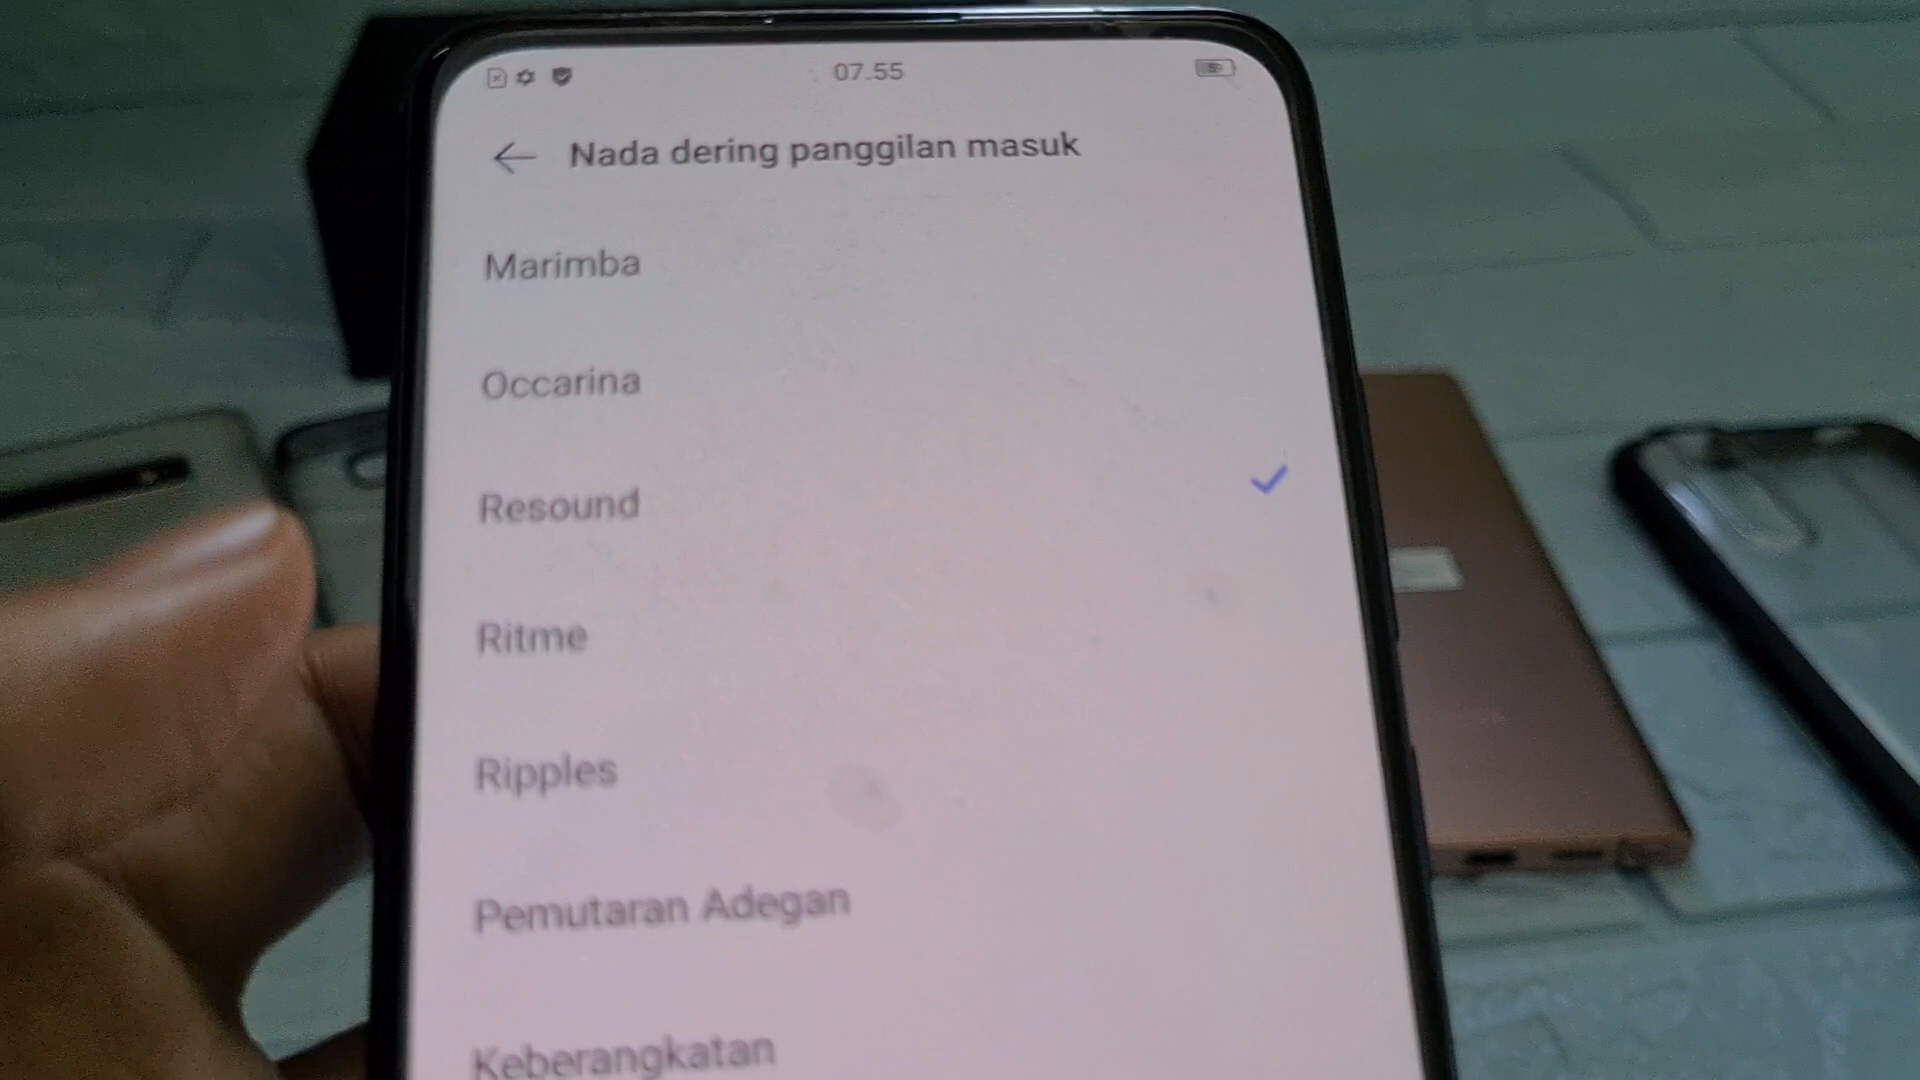 07.55
Nada dering panggilan masuk
Marimba
Occarina
Resound
Ritme
Ripples
Pemutaran Adegan
Keberangkatan